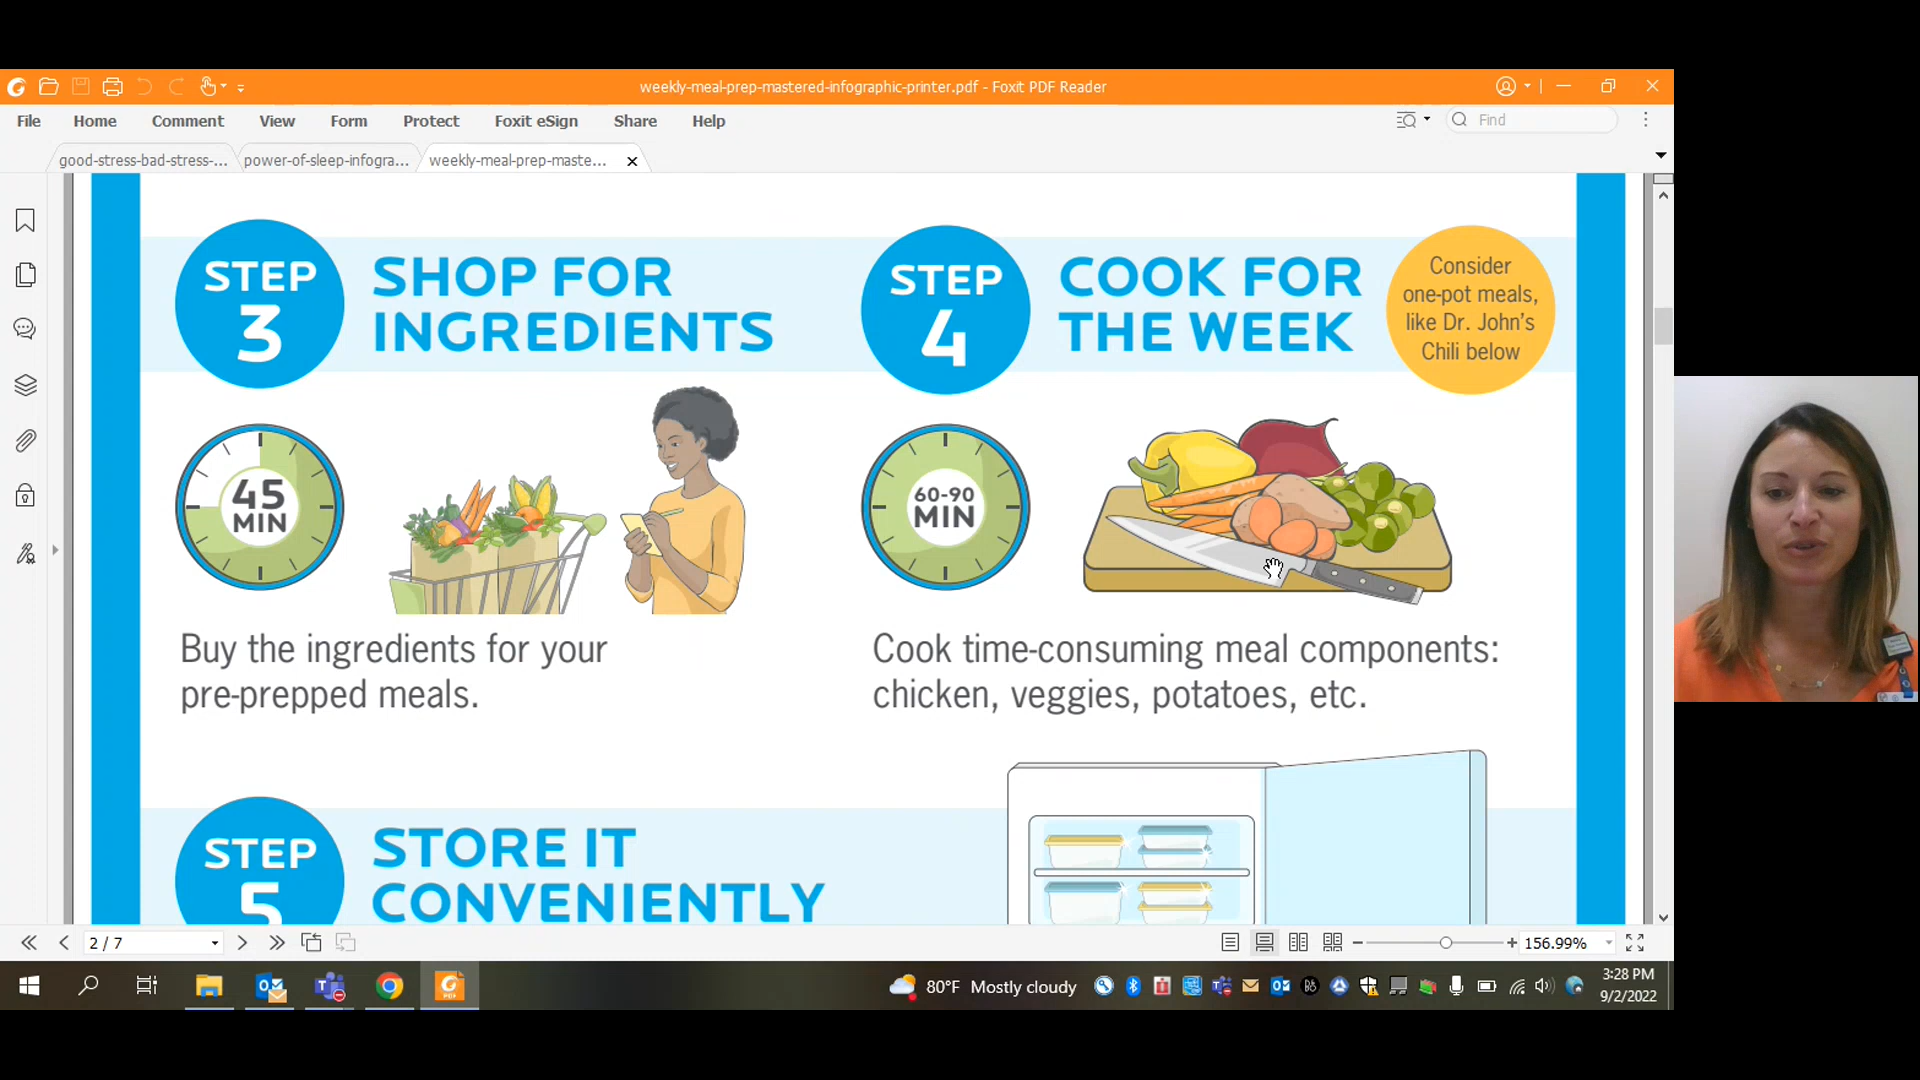 weekly-meal-prep-mastered-infographic-printer.pdf - Foxit PDF Reader
File Home Comment View Form Protect Foxit eSign Share Help Find
good-stress-bad-stress-... power-of-sleep-infogra... weekly-meal-prep-maste...
STEP
3
SHOP FOR
INGREDIENTS
45
MIN
Buy the ingredients for your
pre-prepped meals.
STEP
4
COOK FOR
THE WEEK
Consider
one-pot meals,
like Dr. John's
Chili below
60-90
MIN
Cook time-consuming meal components:
chicken, veggies, potatoes, etc.
STEP
5
STORE IT
CONVENIENTLY
2 / 7
156.99%
80°F Mostly cloudy
3:28 PM
9/2/2022